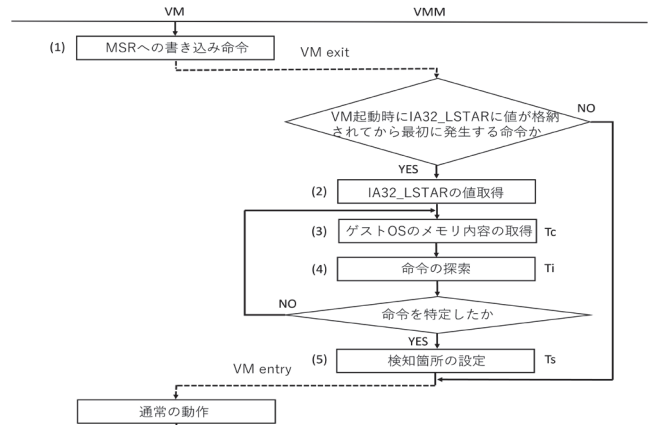 VM VMM
(1) MSRへの書き込み命令
VM exit
VM起動時にIA32_LSTARに値が格納
されてから最初に発生する命令か
NO
YES
(2) IA32_LSTARの値取得
(3) ゲストOSのメモリ内容の取得 Tc
(4) 命令の探索 Ti
NO
命令を特定したか
YES
(5) 検知箇所の設定 Ts
VM entry
通常の動作